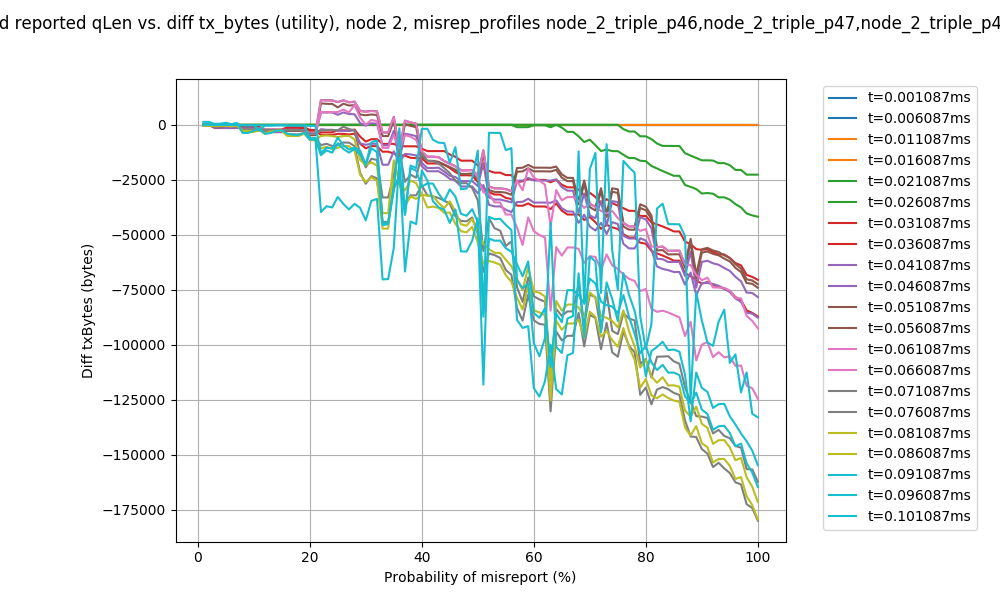 d reported qLen vs. diff tx_bytes (utility), node 2, misrep_profiles node_2_triple_p46,node_2_triple_p47,node_2_triple_p4
0
−25000
−50000
−75000
−100000
−125000
−150000
−175000
Diff txBytes (bytes)
0 20 40 60 80 100
Probability of misreport (%)
t=0.001087ms
t=0.006087ms
t=0.011087ms
t=0.016087ms
t=0.021087ms
t=0.026087ms
t=0.031087ms
t=0.036087ms
t=0.041087ms
t=0.046087ms
t=0.051087ms
t=0.056087ms
t=0.061087ms
t=0.066087ms
t=0.071087ms
t=0.076087ms
t=0.081087ms
t=0.086087ms
t=0.091087ms
t=0.096087ms
t=0.101087ms